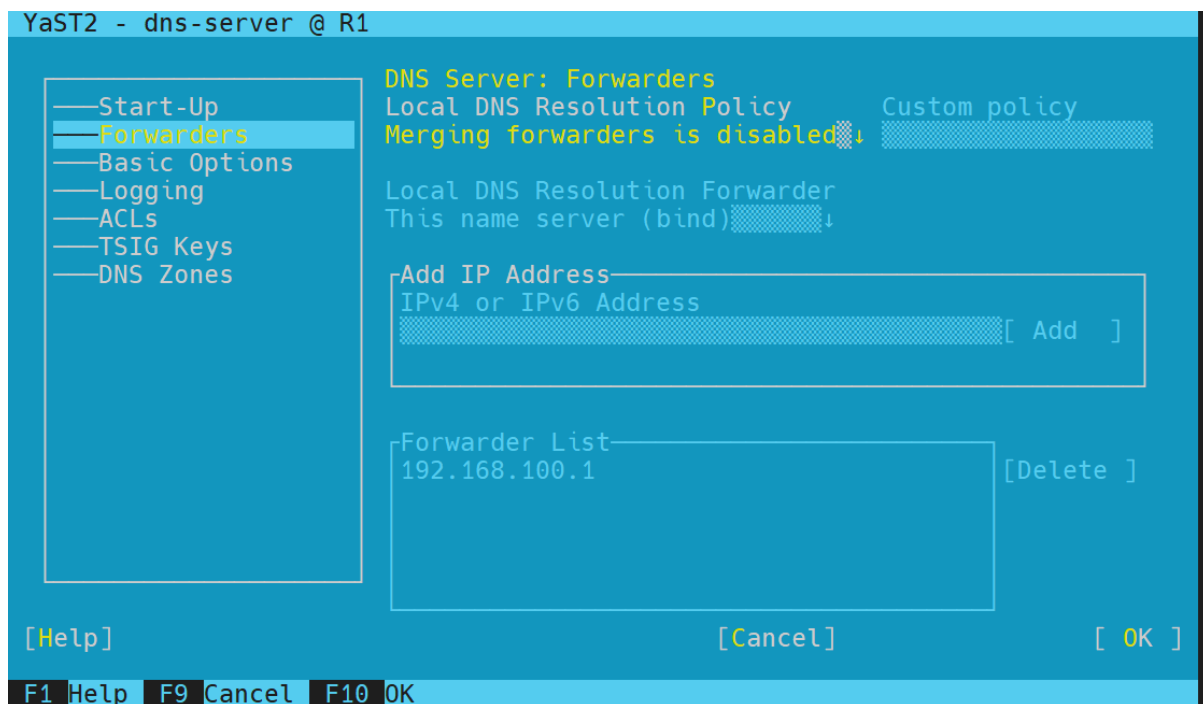 YaST2 - dns-server @ R1
Start-Up
Forwarders
Basic Options
Logging
ACLs
TSIG Keys
DNS Zones
DNS Server: Forwarders
Local DNS Resolution Policy Custom policy
Merging forwarders is disabled↓
Local DNS Resolution Forwarder
This name server (bind)↓
Add IP Address
IPv4 or IPv6 Address
[ Add ]
Forwarder List
192.168.100.1
[Delete ]
[Help] [Cancel] [ OK ]
F1 Help F9 Cancel F10 OK